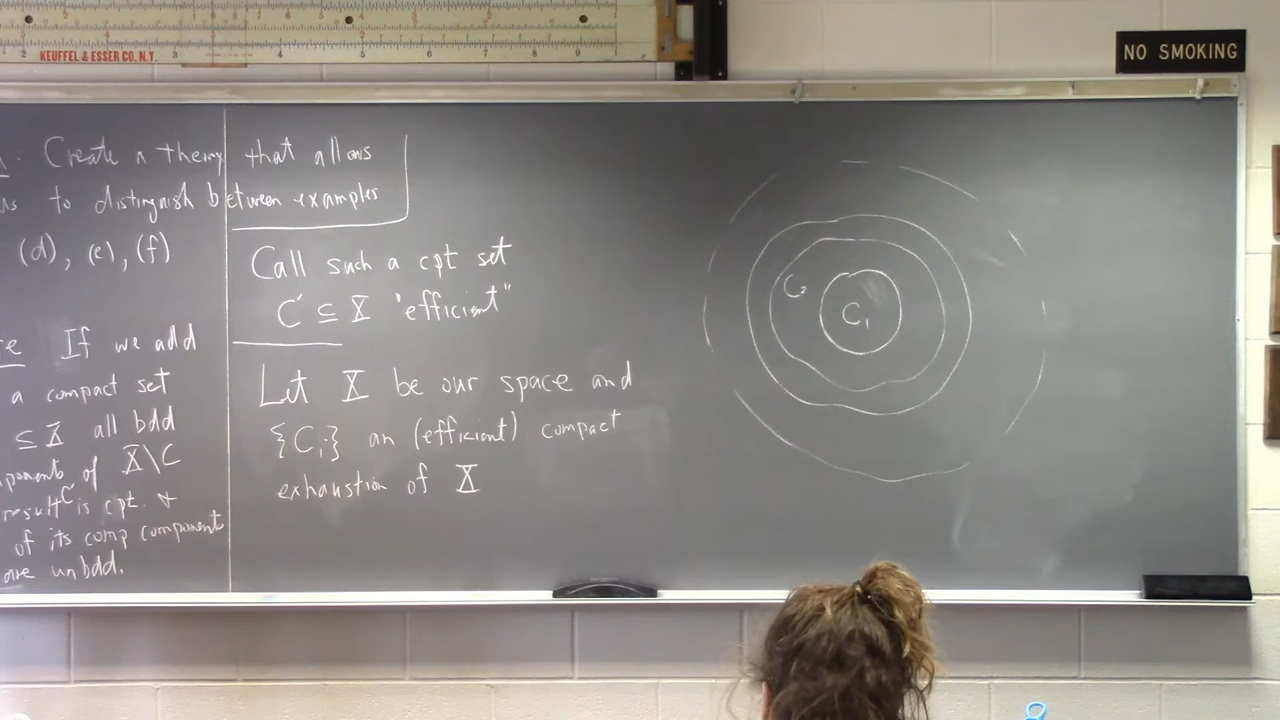 KEUFFEL & ESSER CO. N.Y.
NO SMOKING
: Create a theory that allows
us to distinguish between examples
(d), (e), (f)
If we add
a compact set
⊆ X all bdd
components of X\C
result C' is cpt. &
of its comp components
are unbdd.
Call such a cpt set
C' ⊆ X "efficient"
Let X be our space and
{Ci} an (efficient) compact
exhaustion of X
C2
C1